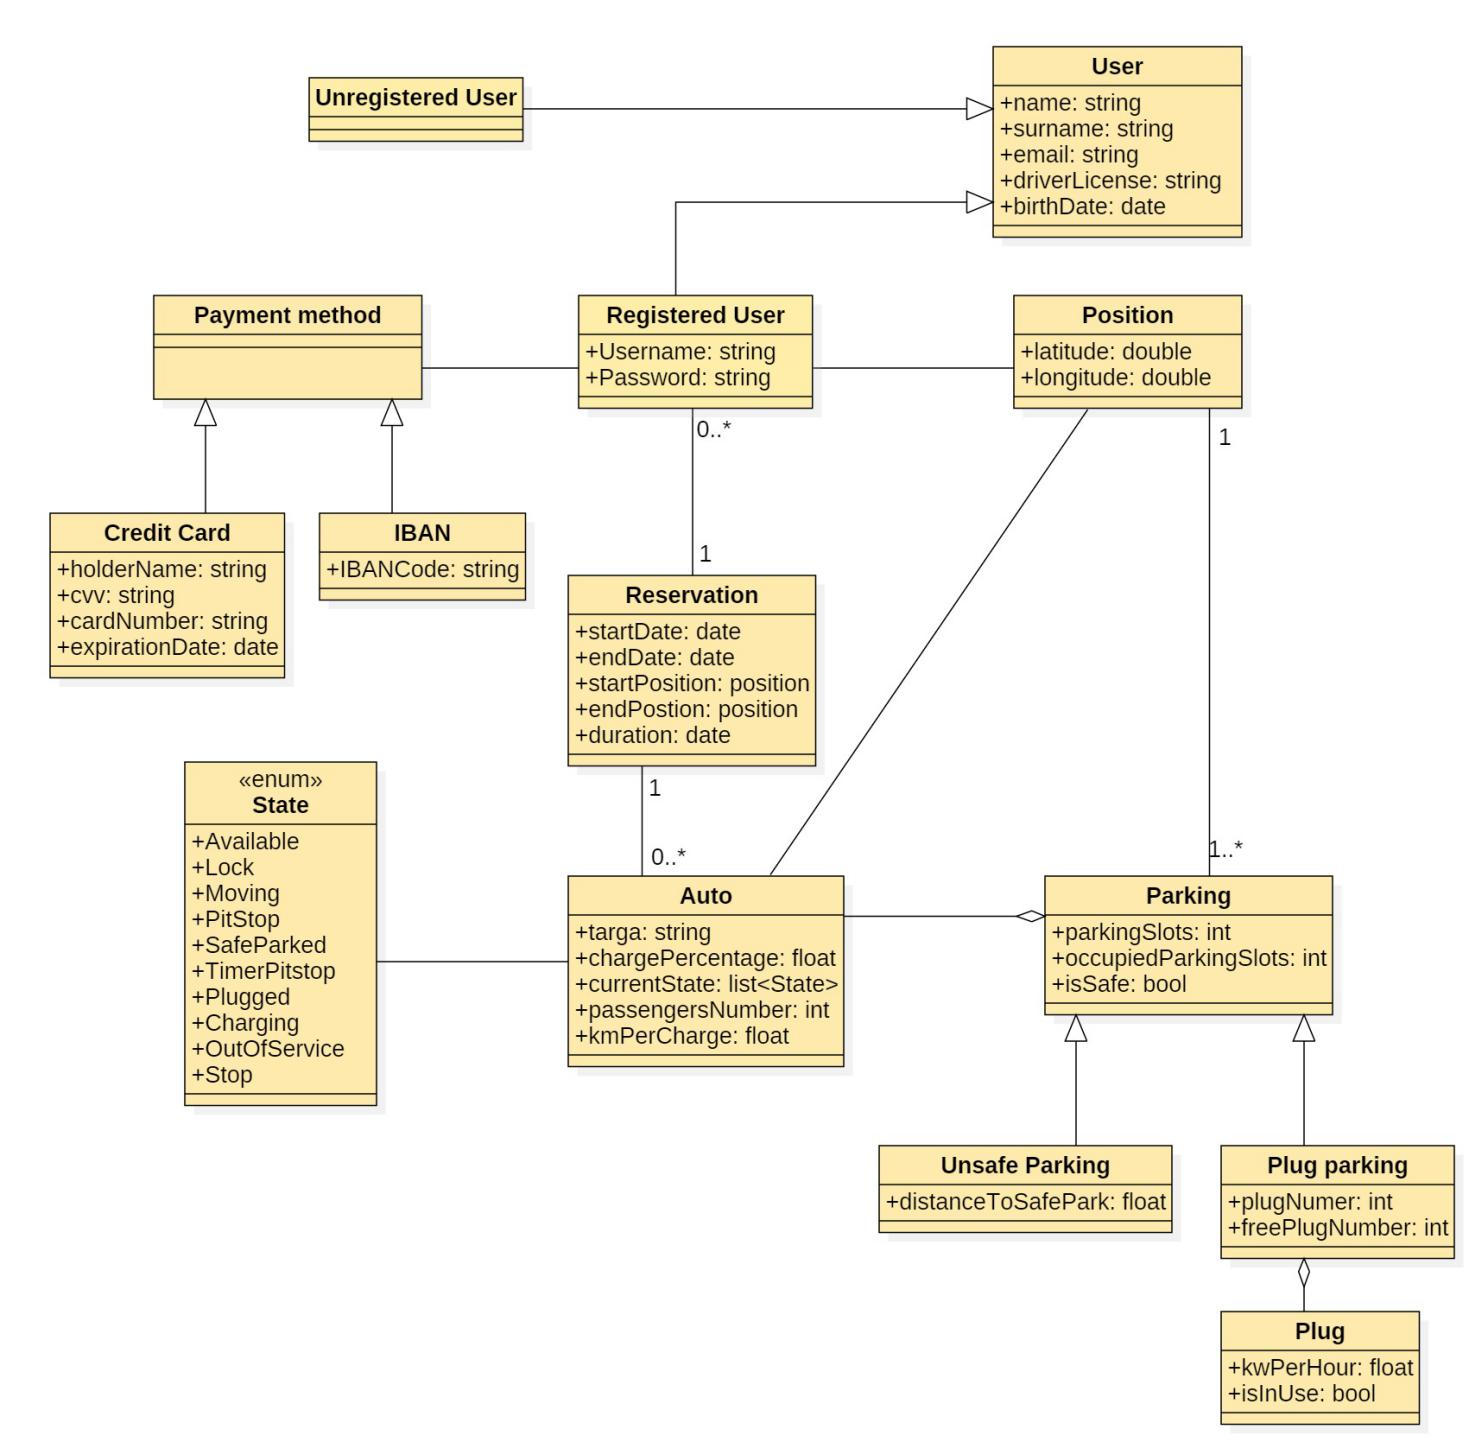 Unregistered User
User
+name: string
+surname: string
+email: string
+driverLicense: string
+birthDate: date
Payment method
Registered User
+Username: string
+Password: string
Position
+latitude: double
+longitude: double
0..*
1
1
Credit Card
+holderName: string
+cvv: string
+cardNumber: string
+expirationDate: date
IBAN
+IBANCode: string
Reservation
+startDate: date
+endDate: date
+startPosition: position
+endPostion: position
+duration: date
1
0..*
1..*
«enum»
State
+Available
+Lock
+Moving
+PitStop
+SafeParked
+TimerPitstop
+Plugged
+Charging
+OutOfService
+Stop
Auto
+targa: string
+chargePercentage: float
+currentState: list<State>
+passengersNumber: int
+kmPerCharge: float
Parking
+parkingSlots: int
+occupiedParkingSlots: int
+isSafe: bool
Unsafe Parking
+distanceToSafePark: float
Plug parking
+plugNumer: int
+freePlugNumber: int
Plug
+kwPerHour: float
+isInUse: bool